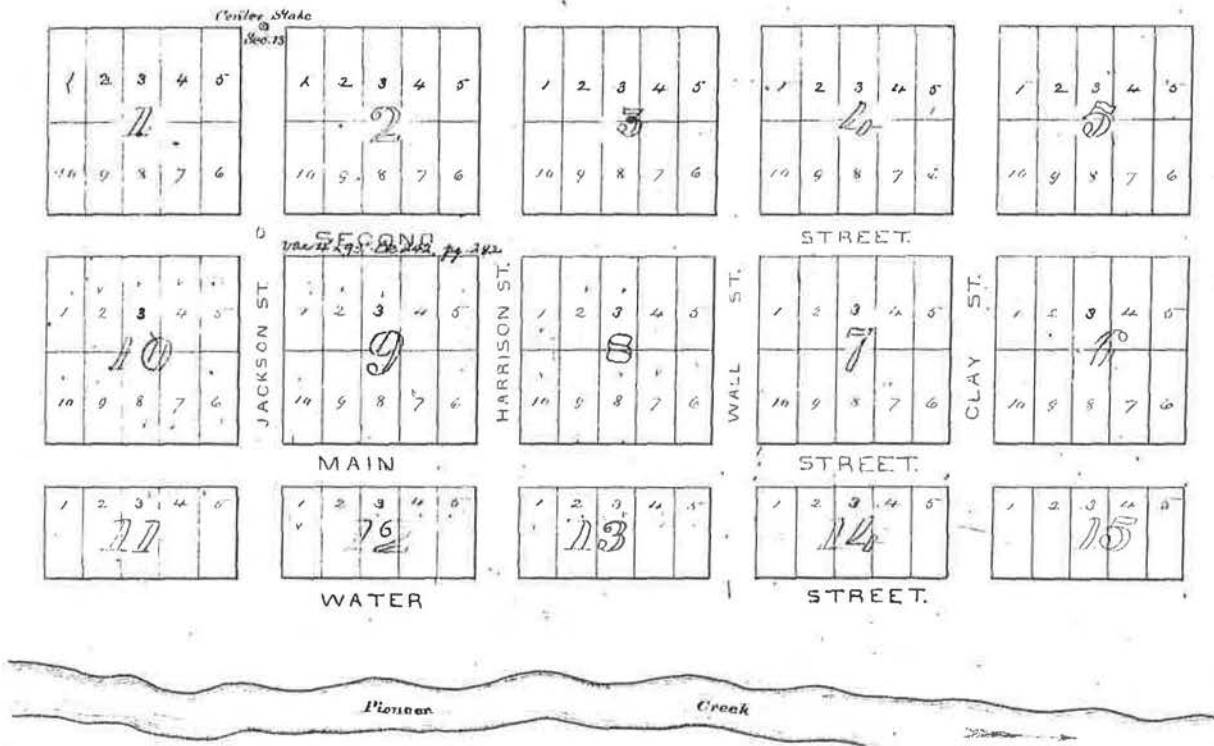 Center Stake
Sec. 13
1 2 3 4 5
1
10 9 8 7 6
1 2 3 4 5
2
10 9 8 7 6
1 2 3 4 5
3
10 9 8 7 6
1 2 3 4 5
4
10 9 8 7 6
1 2 3 4 5
5
10 9 8 7 6
SECOND STREET.
pg. 242
1 2 3 4 5
10
10 9 8 7 6
JACKSON ST.
1 2 3 4 5
9
10 9 8 7 6
HARRISON ST.
1 2 3 4 5
8
10 9 8 7 6
WALL ST.
1 2 3 4 5
7
10 9 8 7 6
CLAY ST.
1 2 3 4 5
6
10 9 8 7 6
MAIN STREET.
1 2 3 4 5
11
1 2 3 4 5
12
1 2 3 4 5
13
1 2 3 4 5
14
1 2 3 4 5
15
WATER STREET.
Pioneer Creek